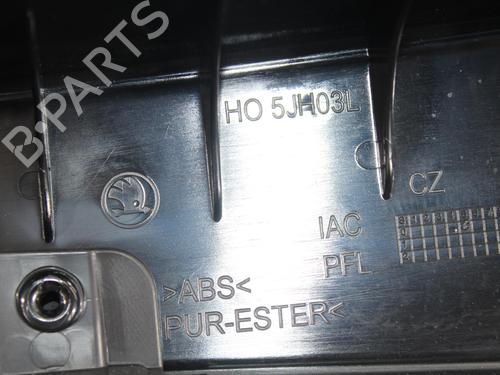 B-PARTS
HO 5JH03L
CZ
IAC
PFL
>ABS<
PUR-ESTER<